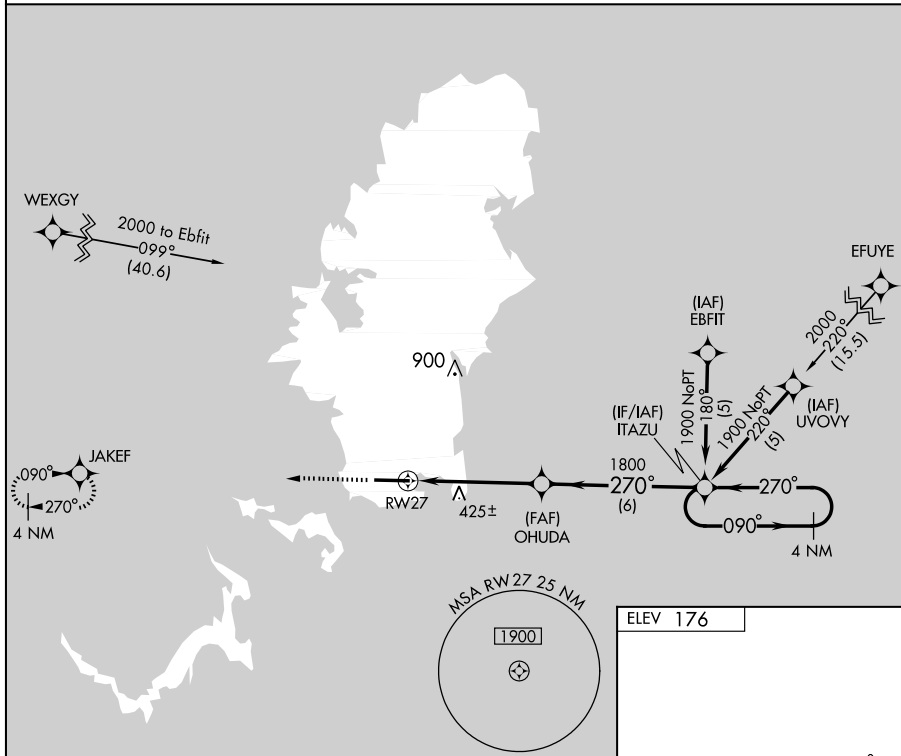 WEXGY
2000 to Ebfit
099°
(40.6)
EFUYE
2000
220°
(15.5)
(IAF)
EBFIT
1900 NoPT
180°
(5)
(IAF)
UVOVY
1900 NoPT
220°
(5)
900
(IF/IAF)
ITAZU
090°
JAKEF
270°
4 NM
RW27
425±
(FAF)
OHUDA
1800
270°
(6)
270°
090°
4 NM
MSA RW27 25 NM
1900
ELEV 176